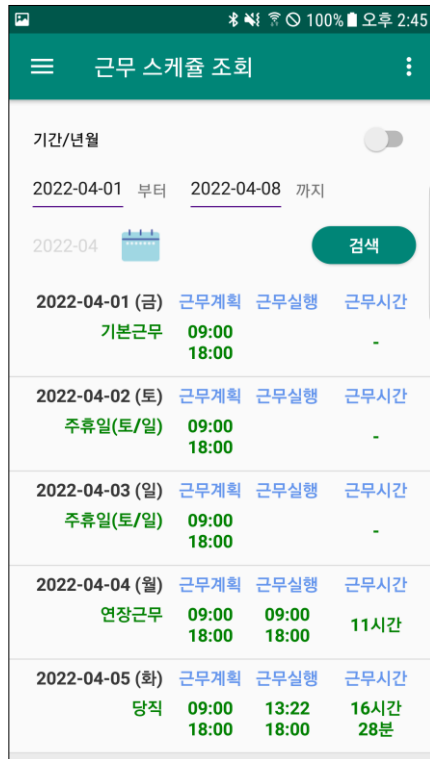 100% 오후 2:45
근무 스케쥴 조회
기간/년월
2022-04-01 부터 2022-04-08 까지
2022-04 검색
2022-04-01 (금) 근무계획 근무실행 근무시간
기본근무 09:00 -
18:00
2022-04-02 (토) 근무계획 근무실행 근무시간
주휴일(토/일) 09:00 -
18:00
2022-04-03 (일) 근무계획 근무실행 근무시간
주휴일(토/일) 09:00 -
18:00
2022-04-04 (월) 근무계획 근무실행 근무시간
연장근무 09:00 09:00 11시간
18:00 18:00
2022-04-05 (화) 근무계획 근무실행 근무시간
당직 09:00 13:22 16시간
18:00 18:00 28분